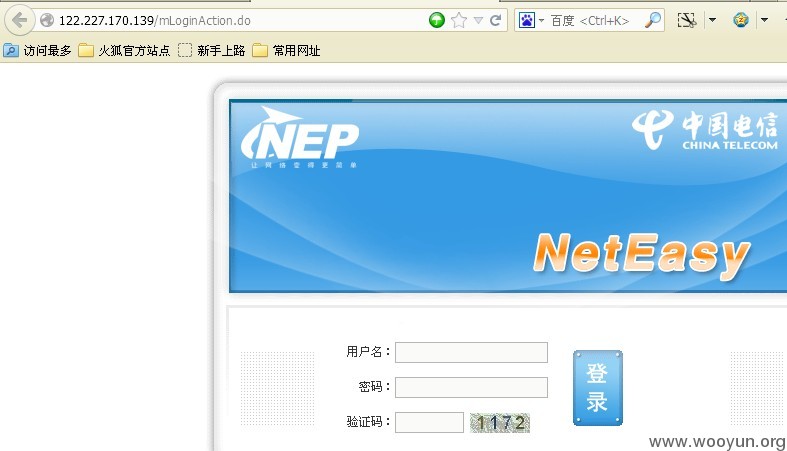 122.227.170.139/mLoginAction.do
百度 <Ctrl+K>
访问最多 火狐官方站点 新手上路 常用网址
NEP
让网络变得更简单
中国电信
CHINA TELECOM
NetEasy
用户名：
密码：
登录
验证码：
1172
www.wooyun.org